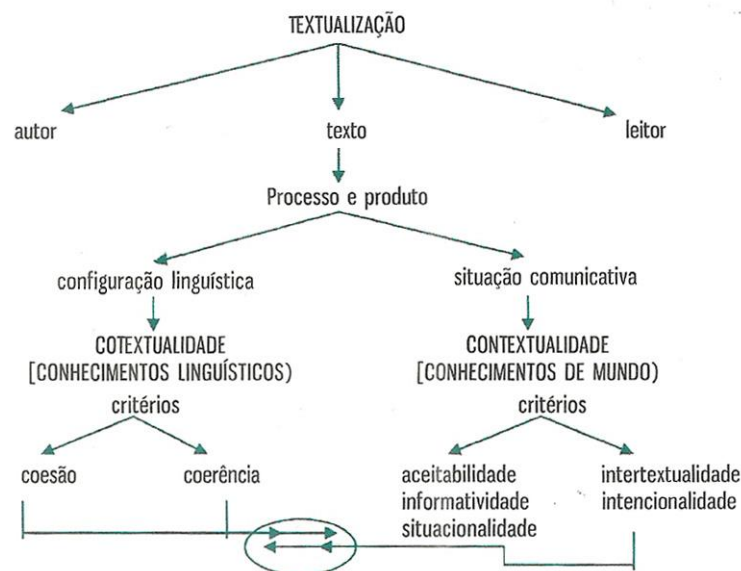 TEXTUALIZAÇÃO
autor
texto
leitor
Processo e produto
configuração linguística
situação comunicativa
COTEXTUALIDADE
[CONHECIMENTOS LINGUÍSTICOS)
CONTEXTUALIDADE
[CONHECIMENTOS DE MUNDO)
critérios
critérios
coesão
coerência
aceitabilidade
informatividade
situacionalidade
intertextualidade
intencionalidade